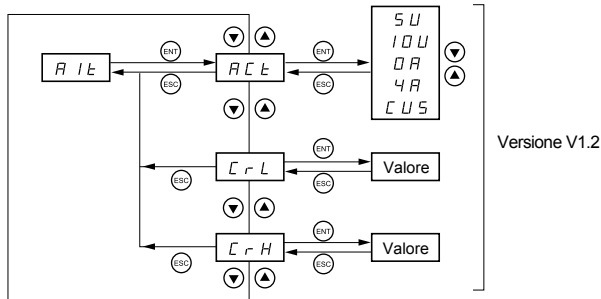 5U
10U
0A
4A
CUS
ENT
AIt
ACt
ENT
ESC
ESC
Versione V1.2
ENT
CrL
Valore
ESC
ESC
ENT
CrH
Valore
ESC
ESC